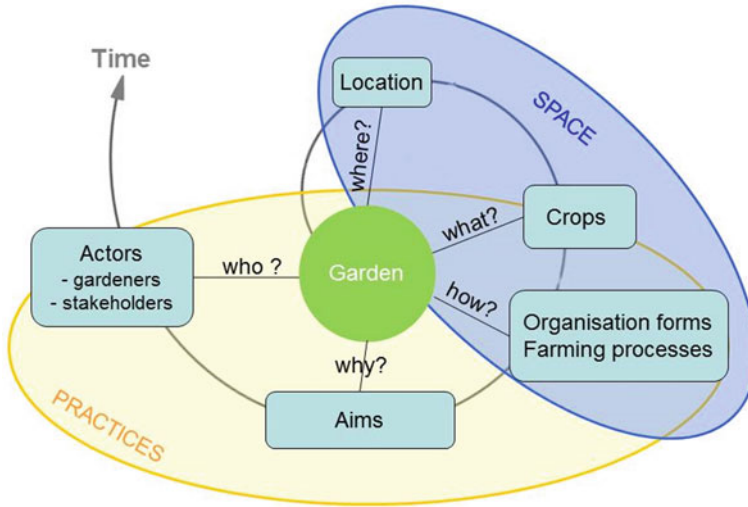 Time
Location
SPACE
where?
what?
Crops
Actors
- gardeners
- stakeholders
who ?
Garden
how?
Organisation forms
Farming processes
why?
Aims
PRACTICES